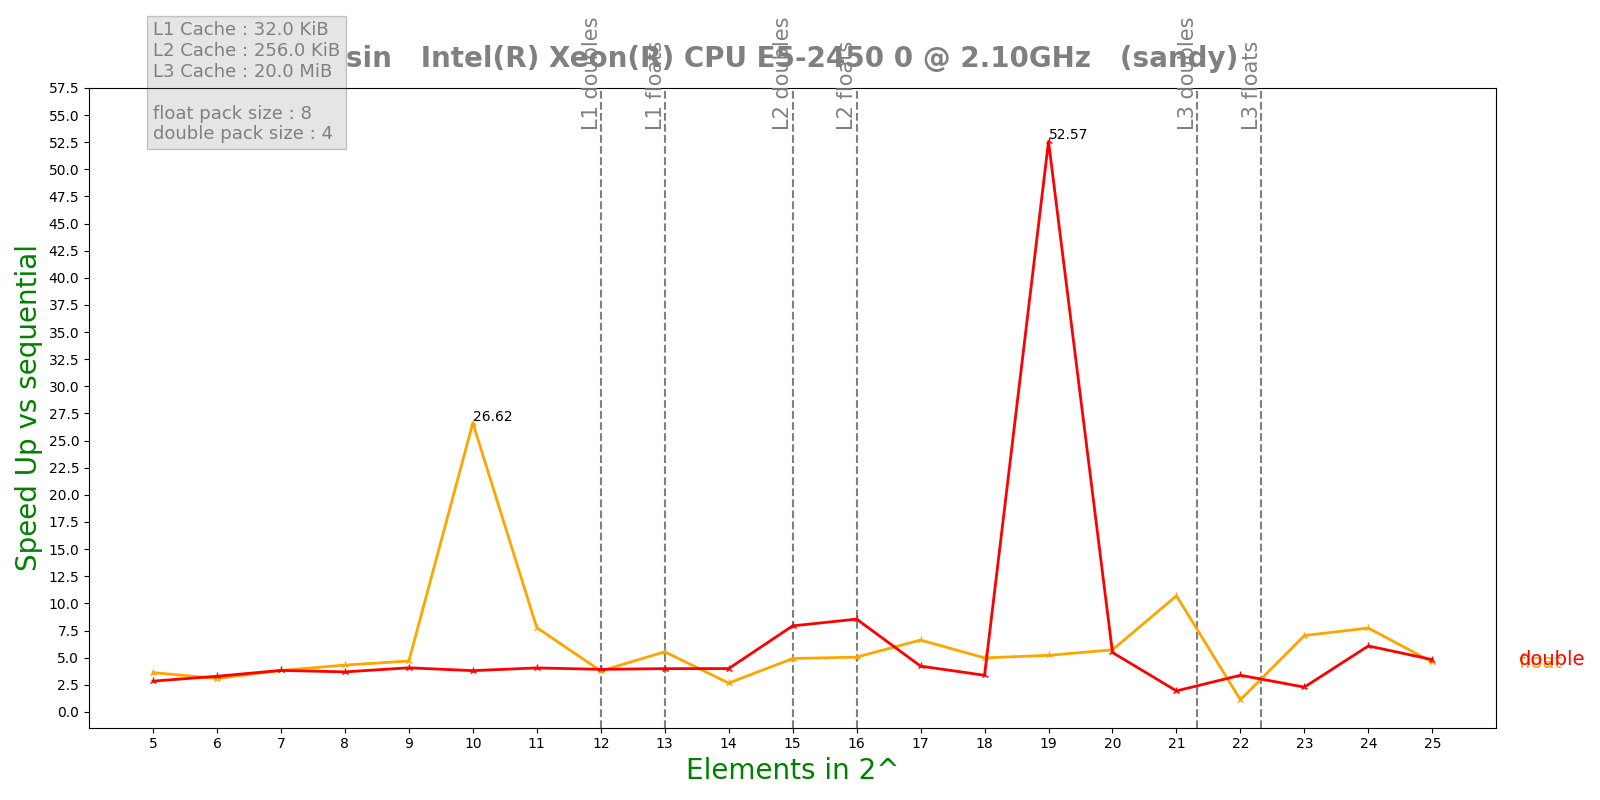 L1 Cache : 32.0 KiB
L2 Cache : 256.0 KiB
L3 Cache : 20.0 MiB
float pack size : 8
double pack size : 4
sin Intel(R) Xeon(R) CPU E5-2450 0 @ 2.10GHz (sandy)
L1 doubles
L1 floats
L2 doubles
L2 floats
L3 doubles
L3 floats
57.5
55.0
52.5
50.0
47.5
45.0
42.5
40.0
37.5
35.0
32.5
30.0
27.5
25.0
22.5
20.0
17.5
15.0
12.5
10.0
7.5
5.0
2.5
0.0
Speed Up vs sequential
26.62
52.57
double
float
5 6 7 8 9 10 11 12 13 14 15 16 17 18 19 20 21 22 23 24 25
Elements in 2^